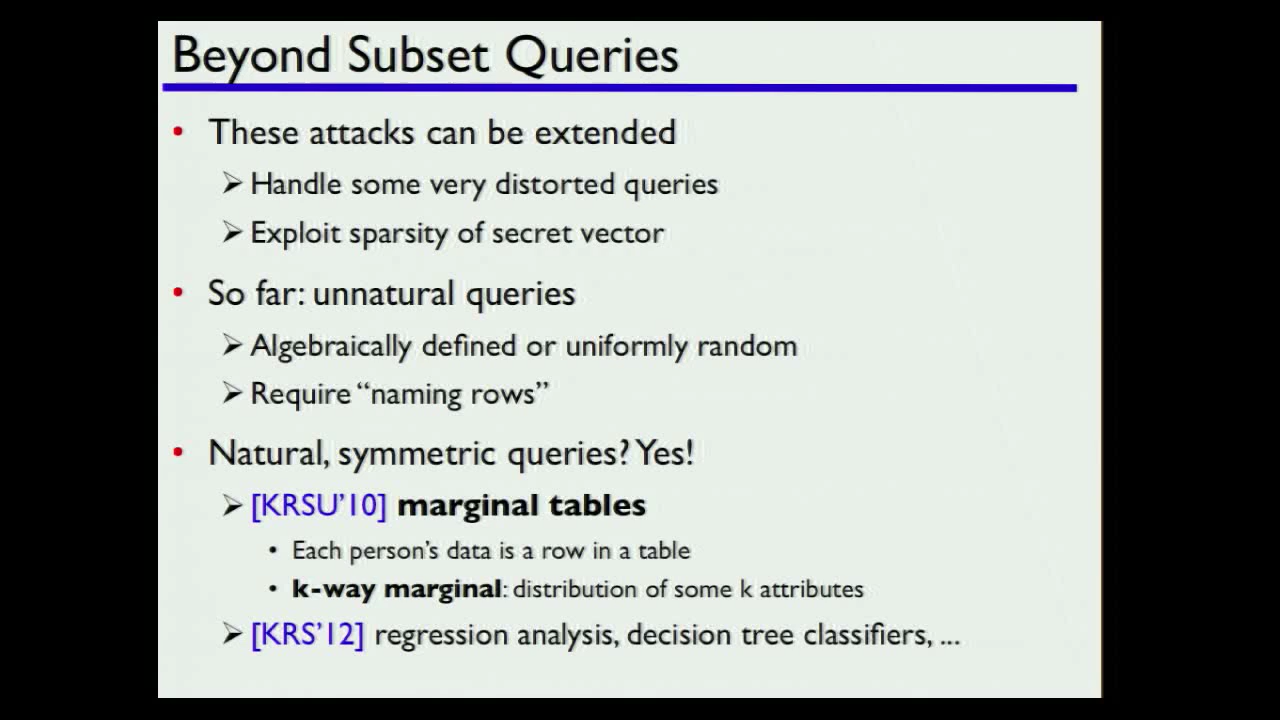 Beyond Subset Queries
• These attacks can be extended
➢ Handle some very distorted queries
➢ Exploit sparsity of secret vector
• So far: unnatural queries
➢ Algebraically defined or uniformly random
➢ Require “naming rows”
• Natural, symmetric queries? Yes!
➢ [KRSU’10] marginal tables
• Each person’s data is a row in a table
• k-way marginal: distribution of some k attributes
➢ [KRS’12] regression analysis, decision tree classifiers, ...